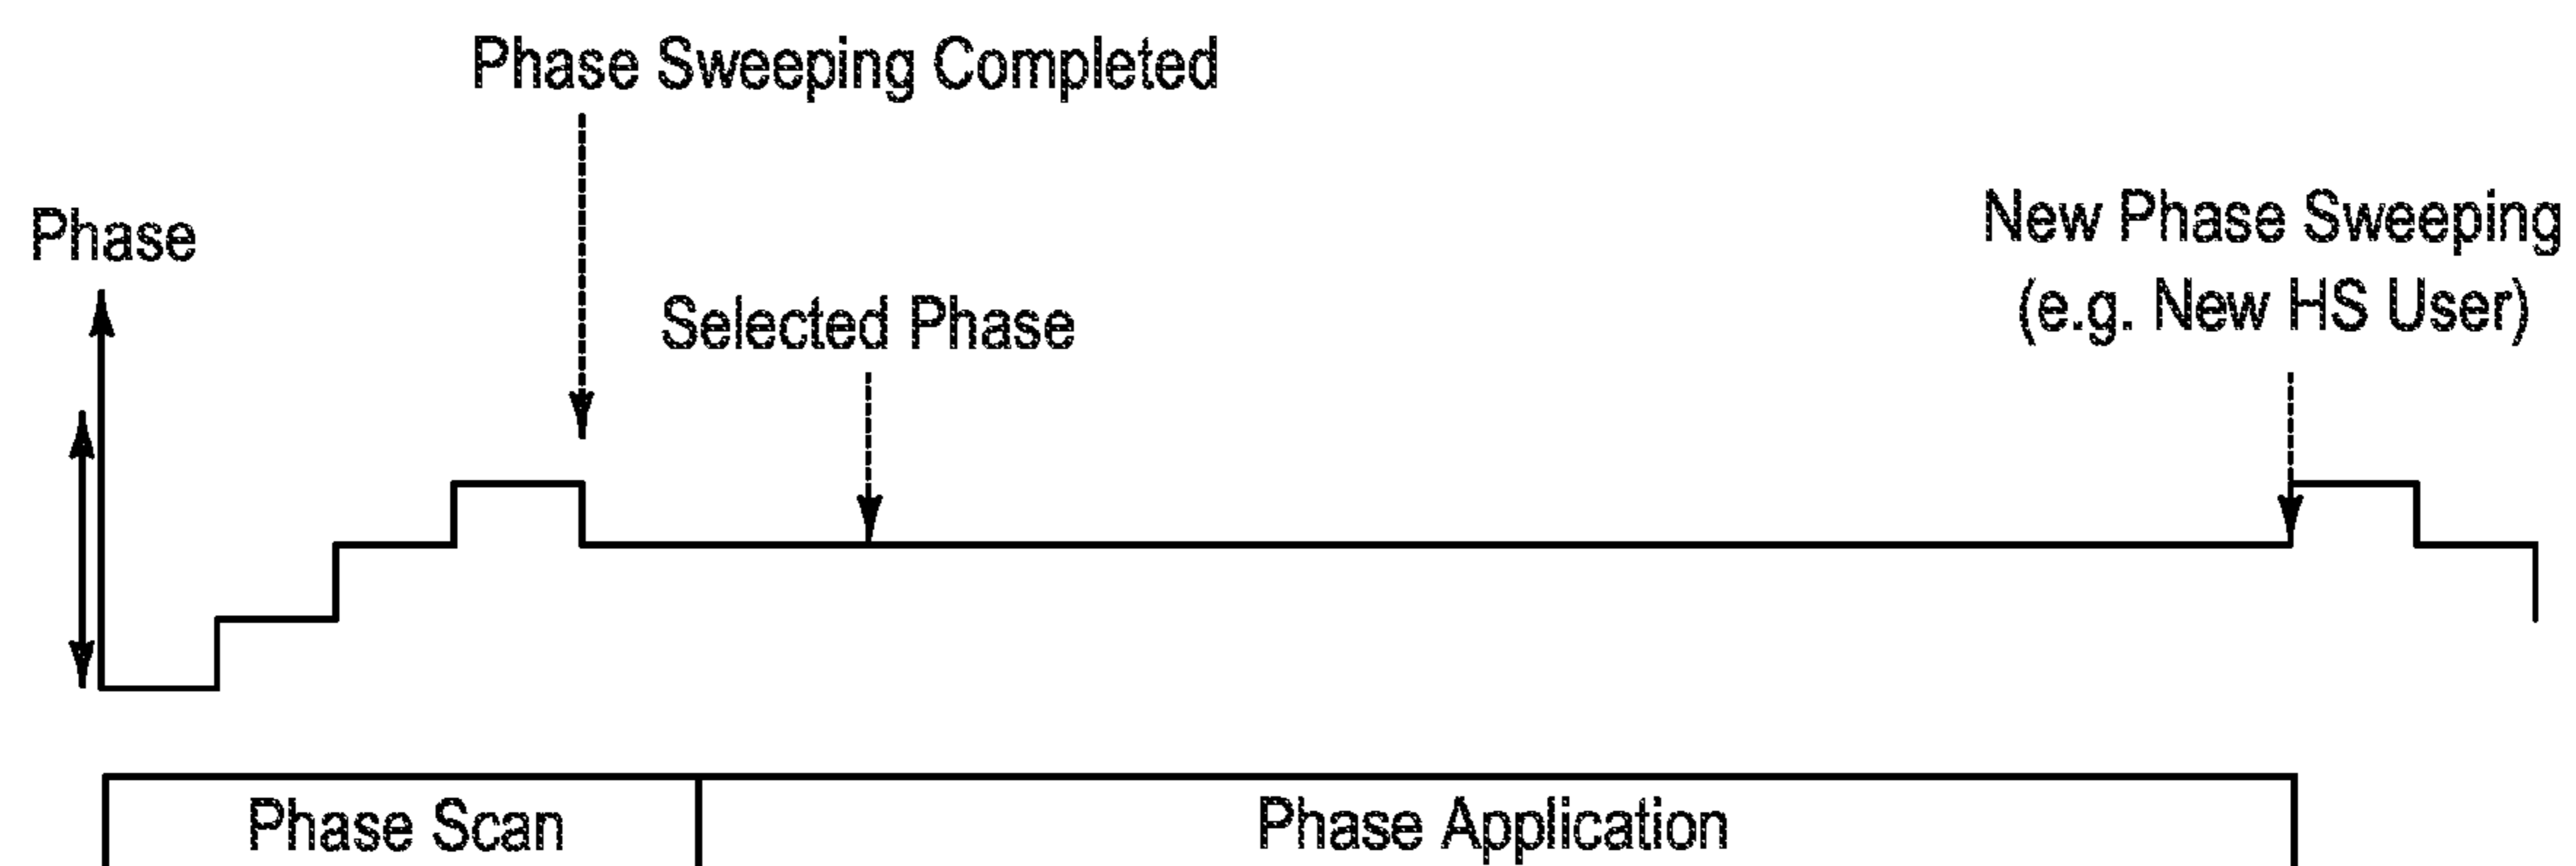 Phase Sweeping Completed
Phase
New Phase Sweeping
(e.g. New HS User)
Selected Phase
Phase Scan
Phase Application